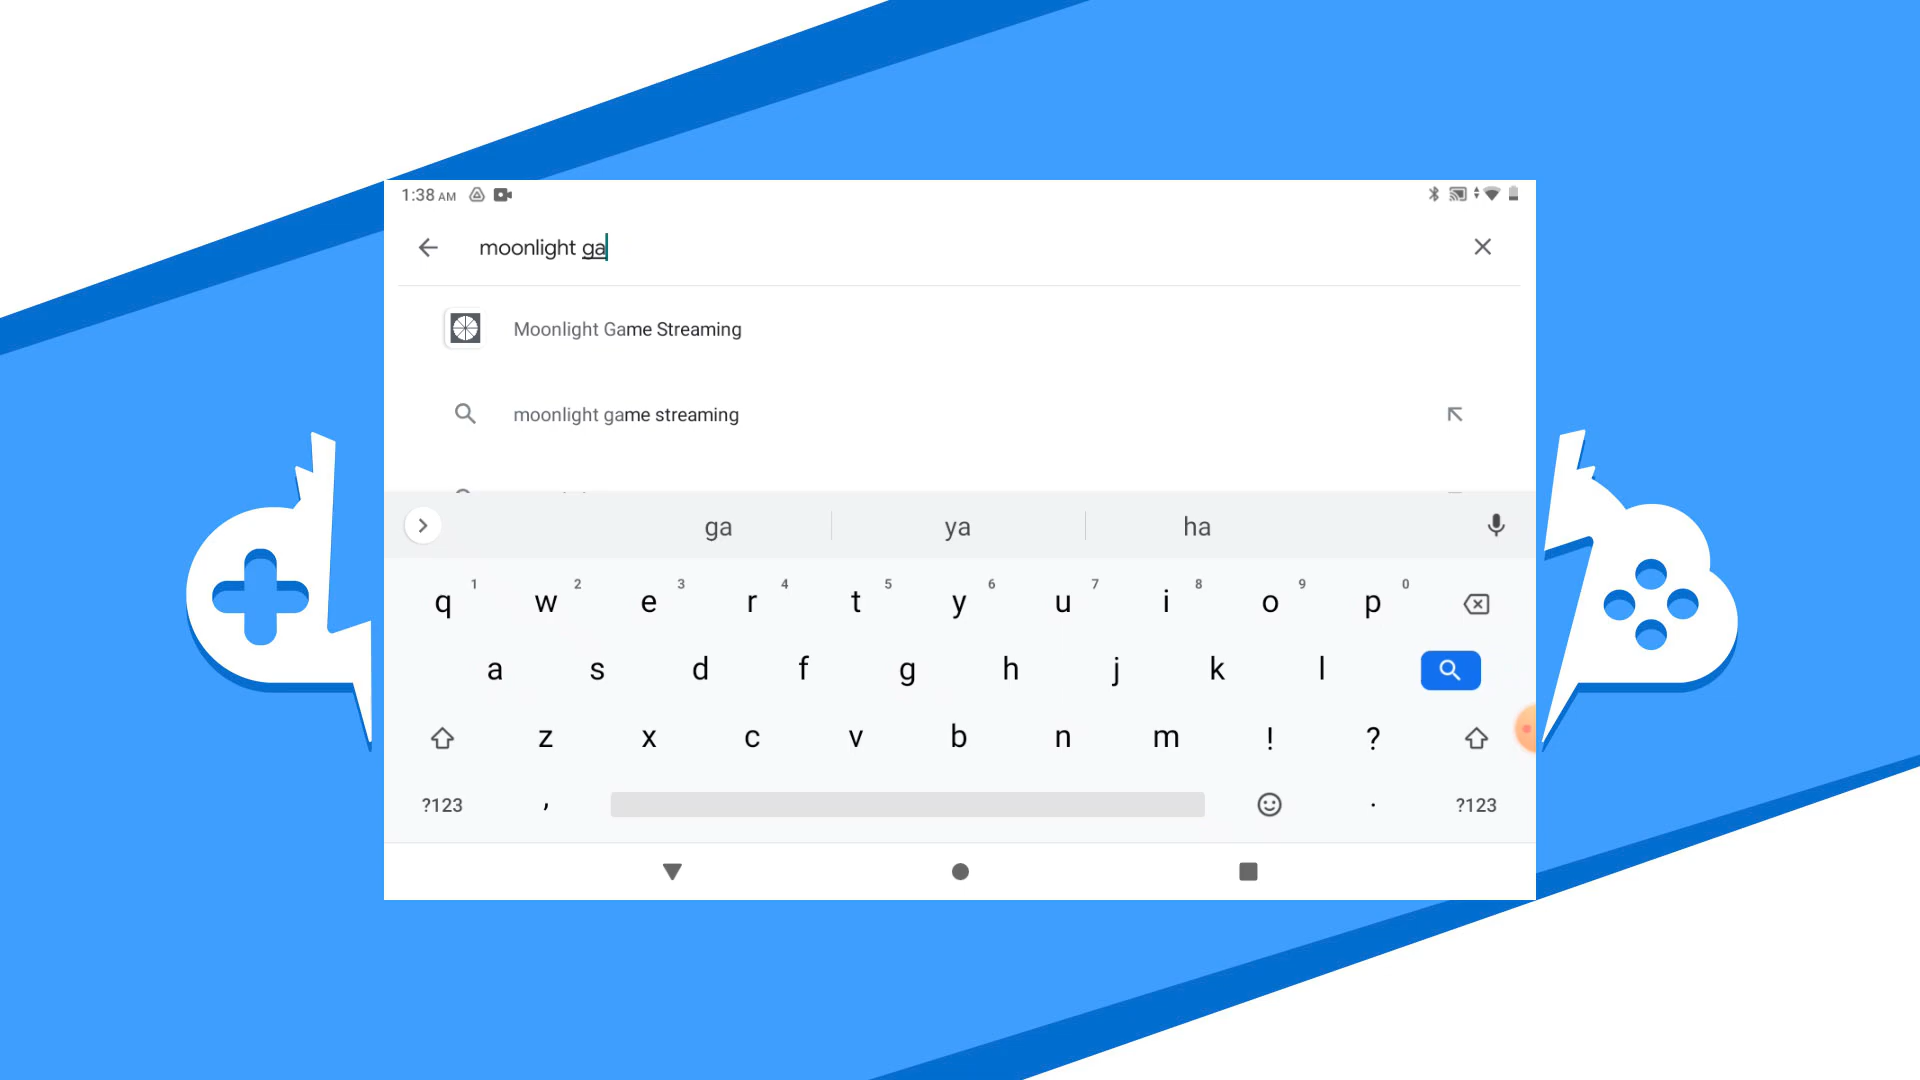 1:38 AM
moonlight ga
Moonlight Game Streaming
moonlight game streaming
ga ya ha
q 1 w 2 e 3 r 4 t 5 y 6 u 7 i 8 o 9 p 0
a s d f g h j k l
z x c v b n m ! ?
?123 , . ?123